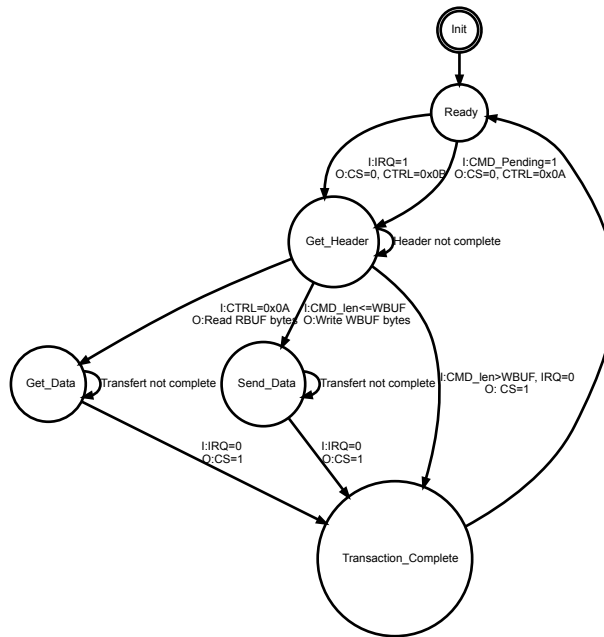 Init
Ready
I:IRQ=1
O:CS=0, CTRL=0x0B
I:CMD_Pending=1
O:CS=0, CTRL=0x0A
Get_Header
Header not complete
I:CTRL=0x0A
O:Read RBUF bytes
I:CMD_len<=WBUF
O:Write WBUF bytes
I:CMD_len>WBUF, IRQ=0
O: CS=1
Get_Data
Transfert not complete
Send_Data
Transfert not complete
I:IRQ=0
O:CS=1
I:IRQ=0
O:CS=1
Transaction_Complete